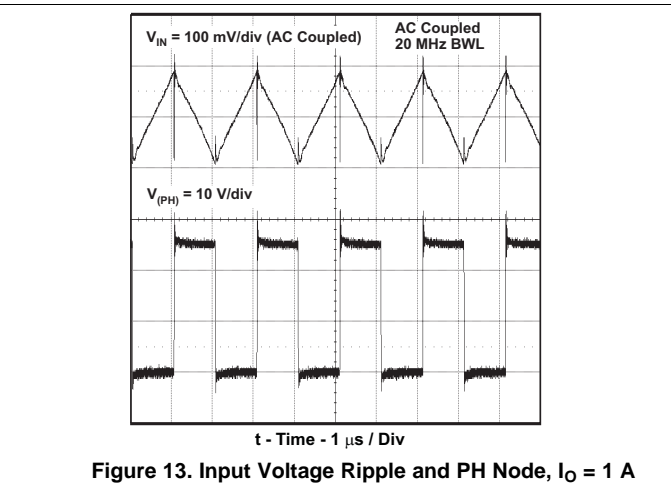 V_IN = 100 mV/div (AC Coupled)
AC Coupled
20 MHz BWL
V_(PH) = 10 V/div
t - Time - 1 μs / Div
Figure 13. Input Voltage Ripple and PH Node, I_O = 1 A